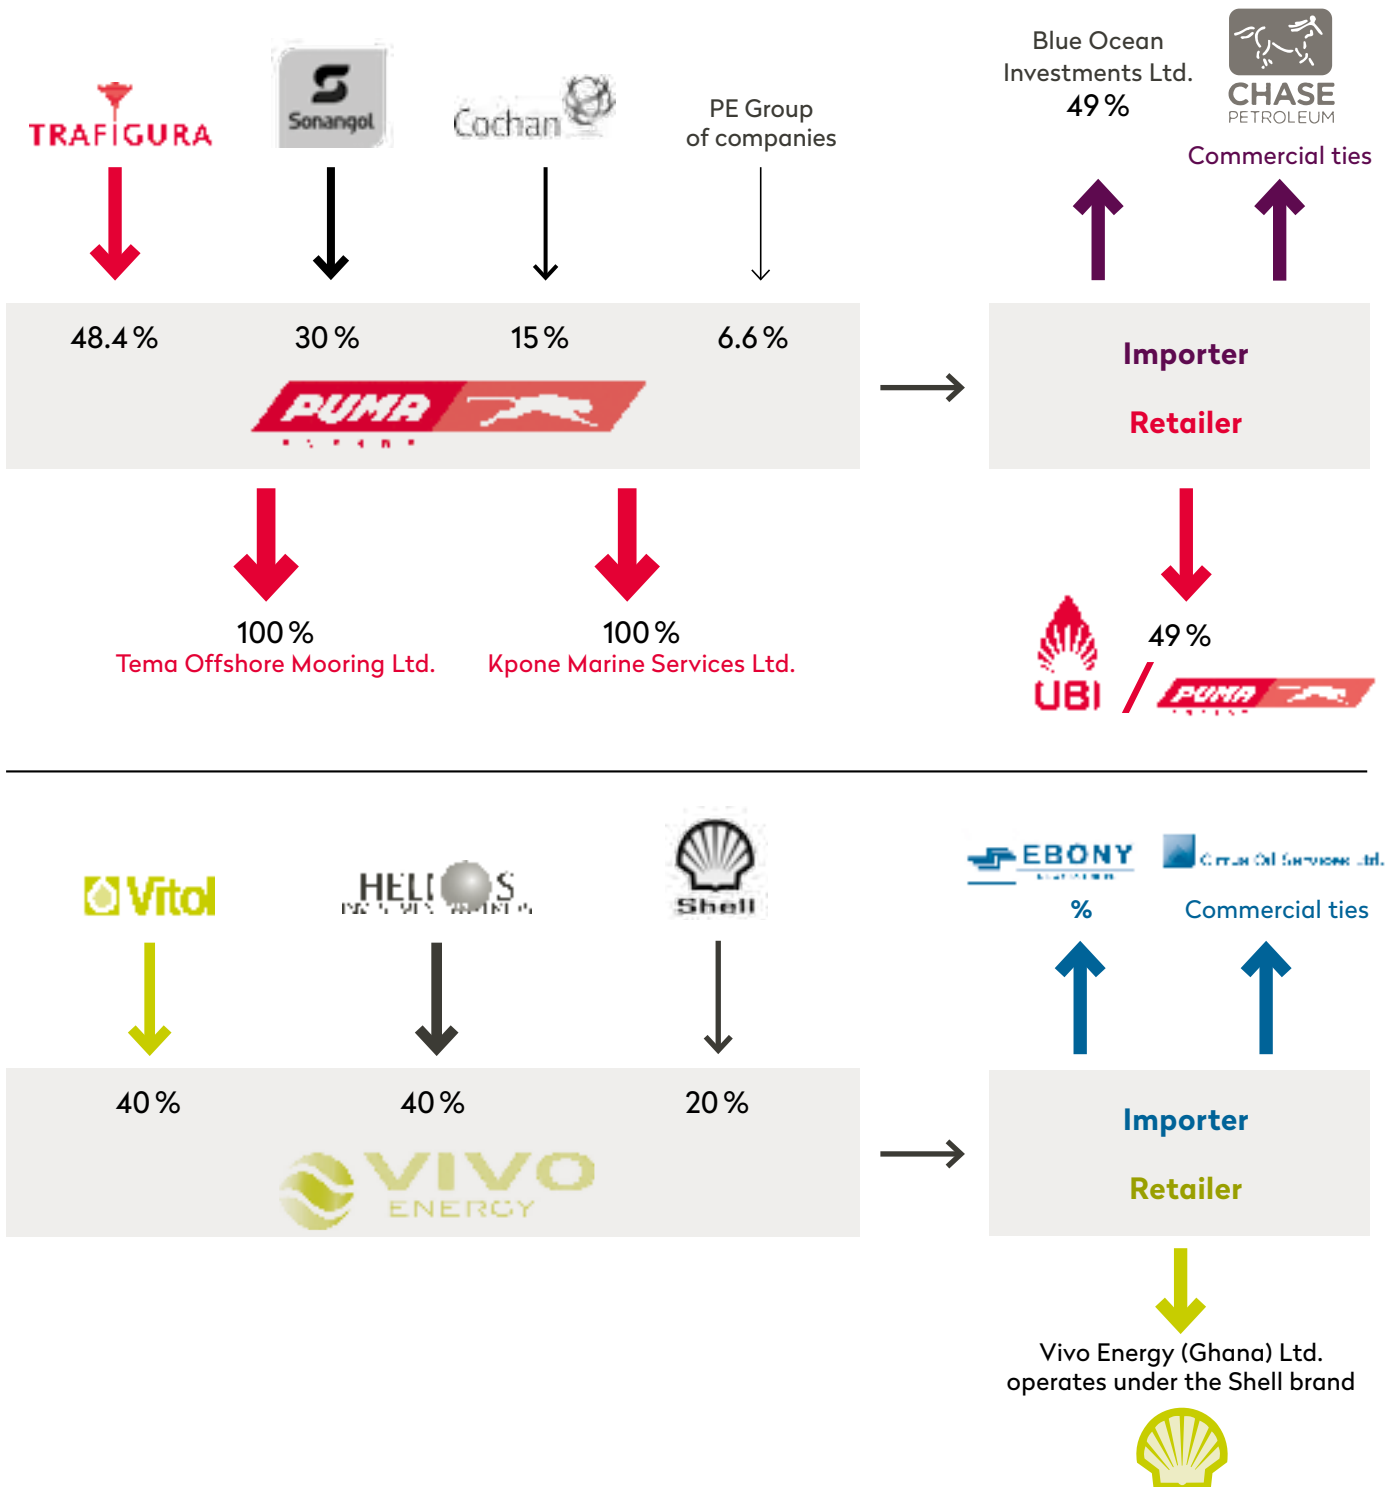 Blue Ocean
Investments Ltd.
49 %
CHASE
PETROLEUM
Commercial ties
TRAFIGURA
Sonangol
Cochan
PE Group
of companies
48.4 %
30 %
15 %
6.6 %
PUMA
Importer
Retailer
100 %
Tema Offshore Mooring Ltd.
100 %
Kpone Marine Services Ltd.
49 %
UBI / PUMA
Vitol
HELIOS
Shell
EBONY
%
Oil Services Ltd.
Commercial ties
40 %
40 %
20 %
VIVO
ENERGY
Importer
Retailer
Vivo Energy (Ghana) Ltd.
operates under the Shell brand